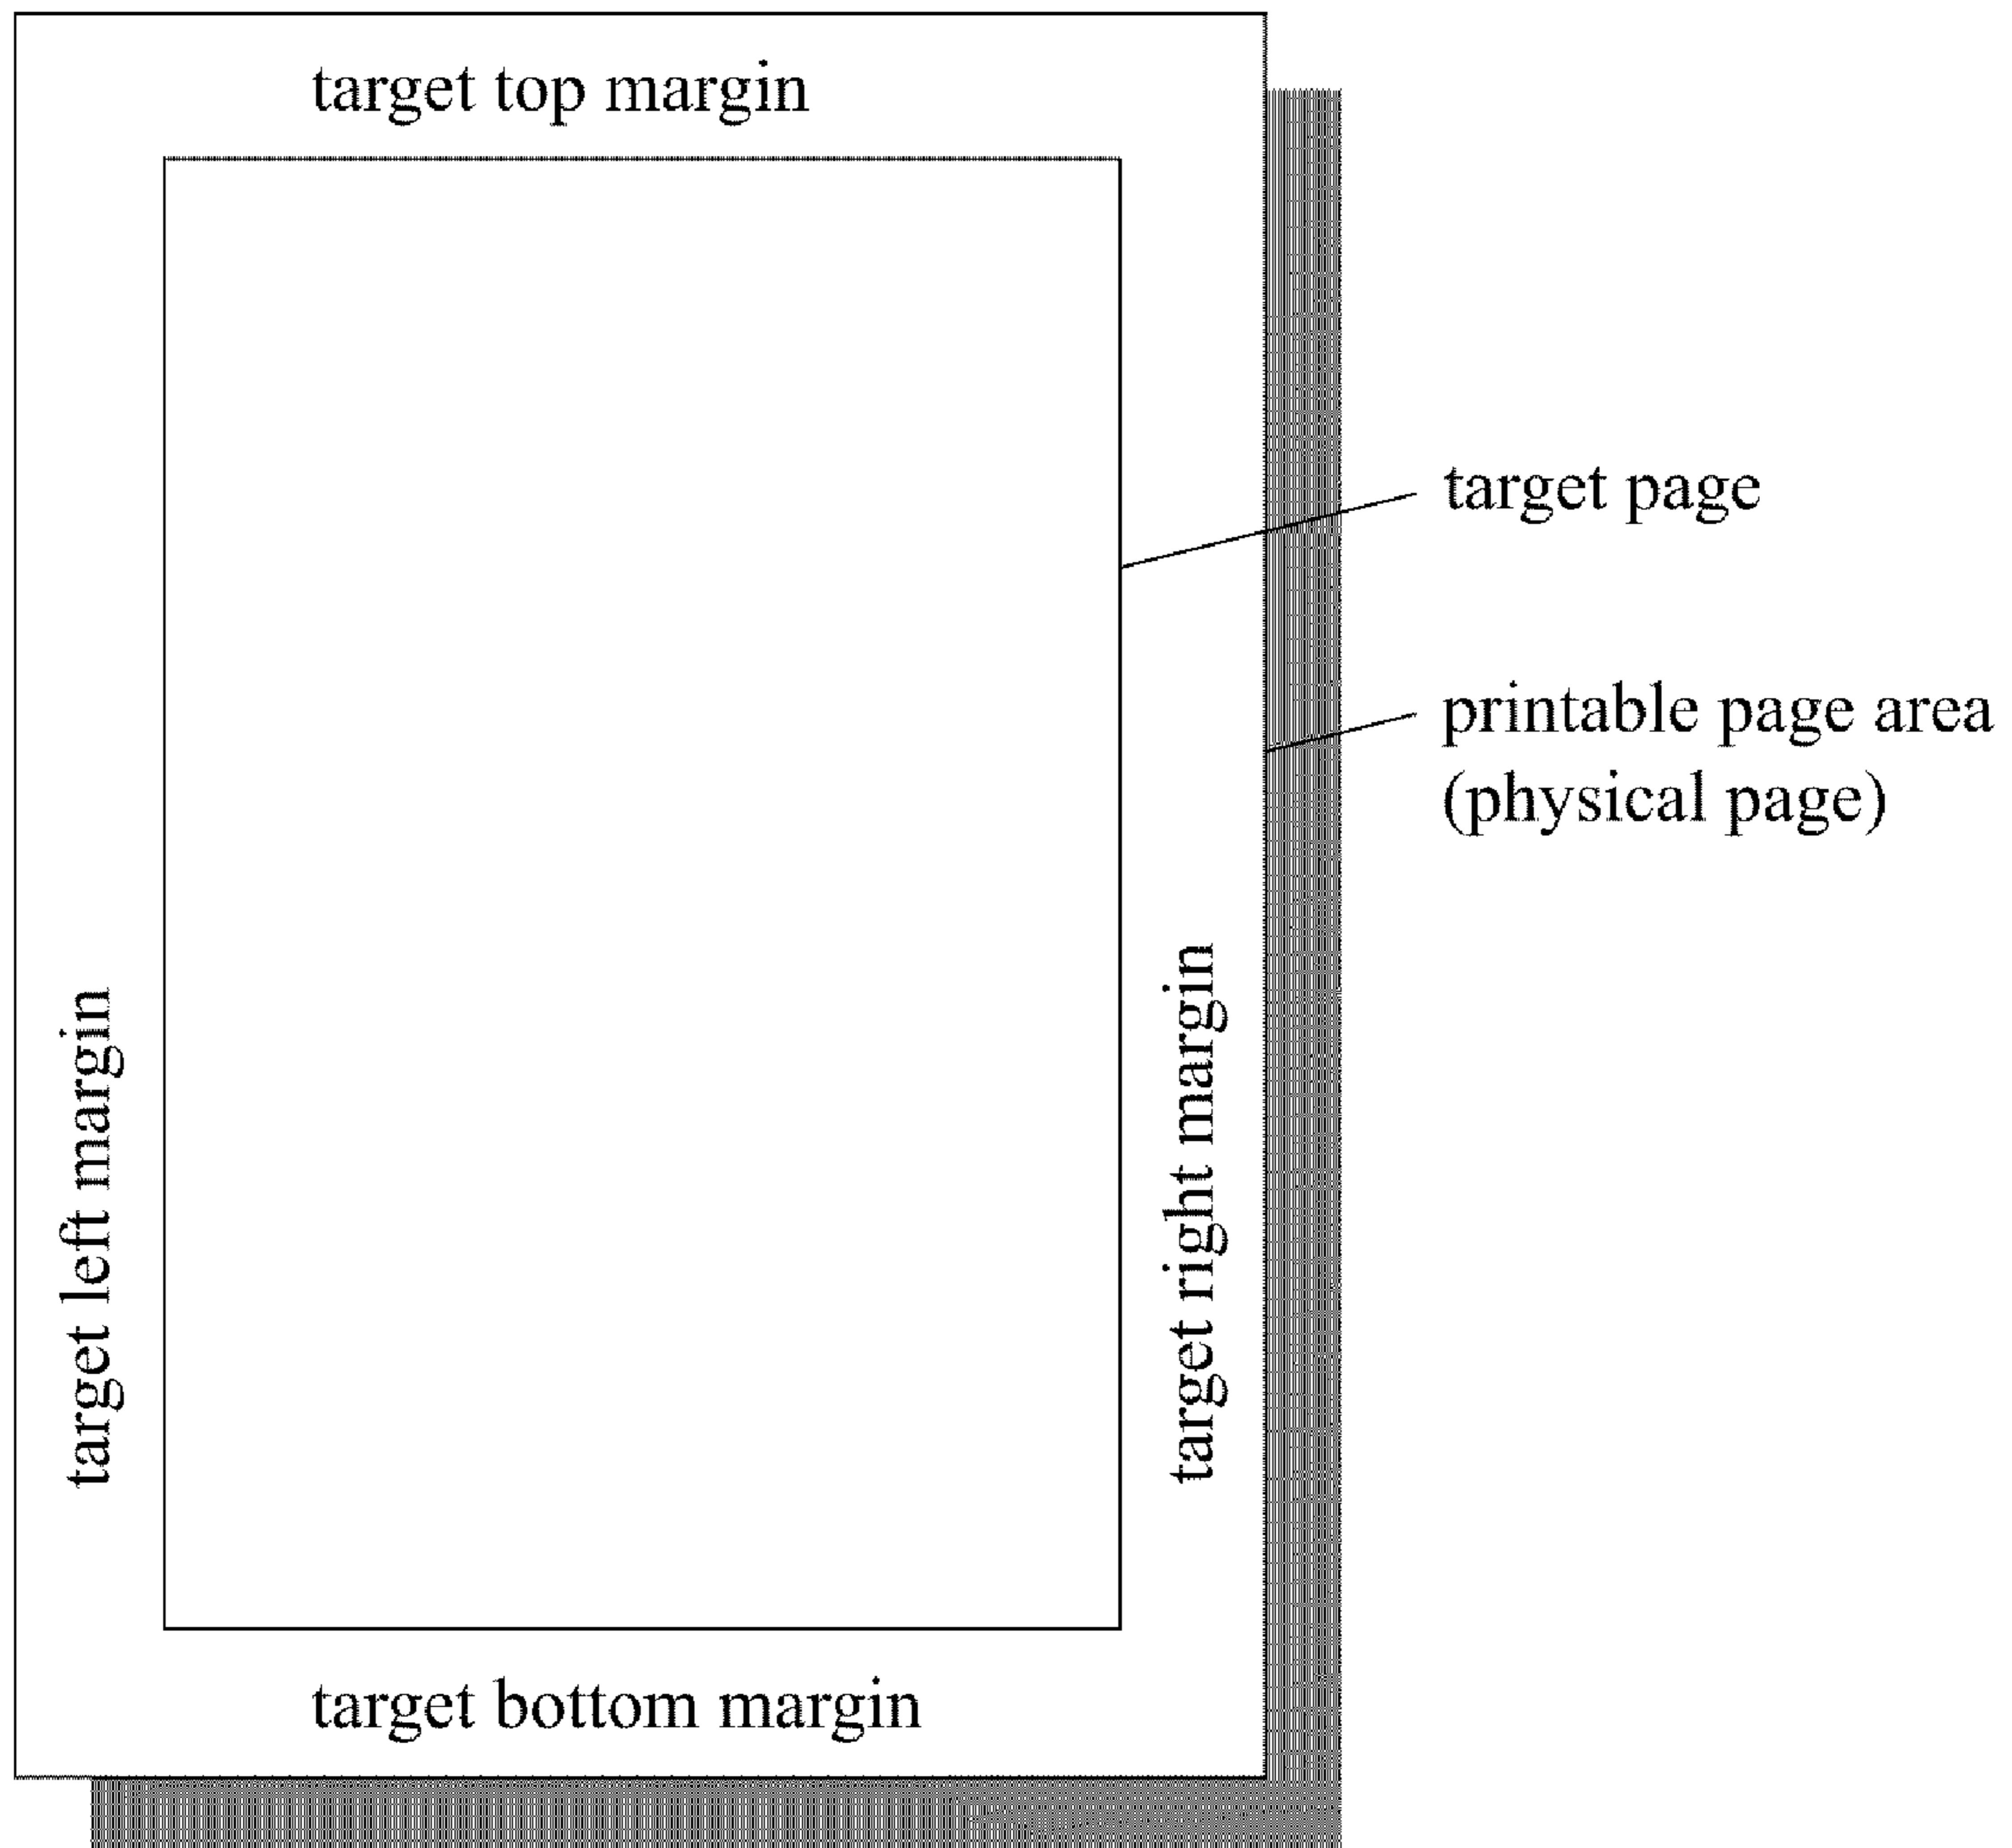 target top margin
target page
printable page area
(physical page)
target left margin
target right margin
target bottom margin